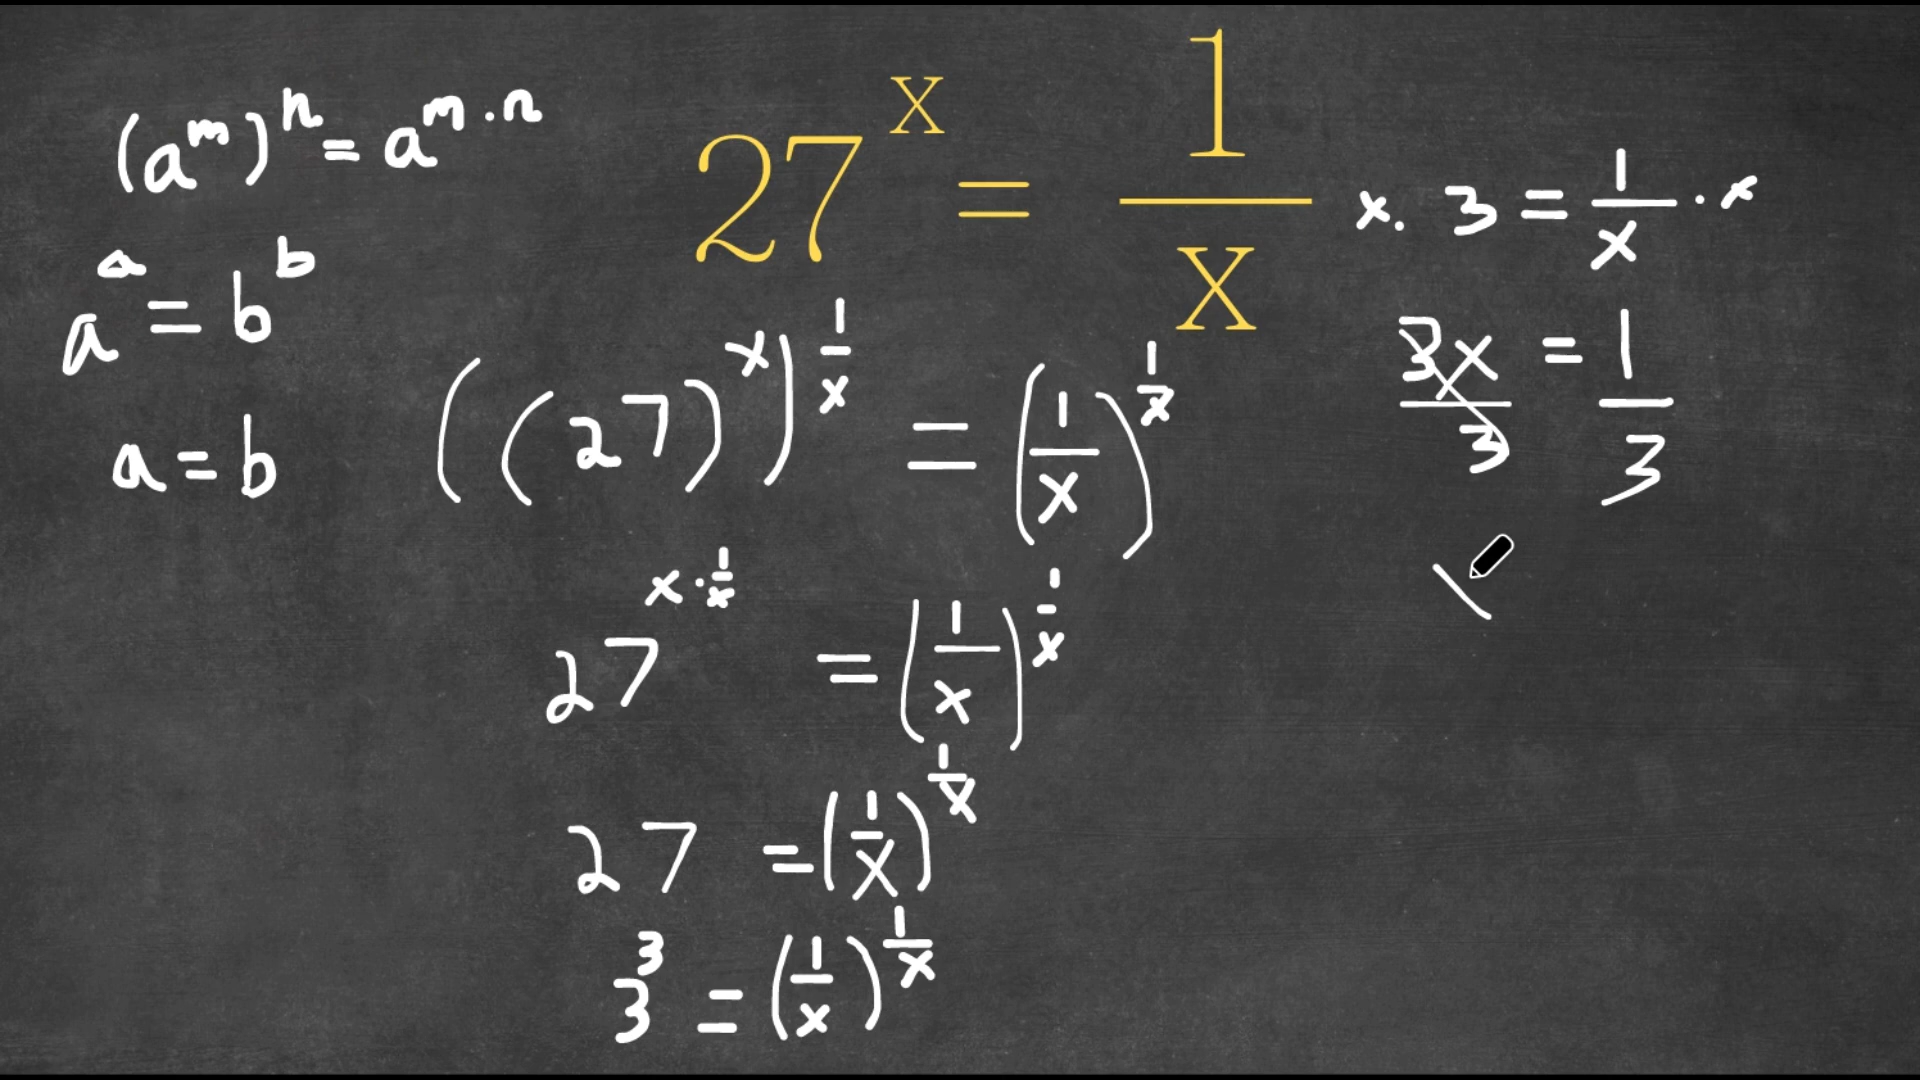 (a^m)^n = a^{m·n}
a^a = b^b
a = b
27^x = 1/x
((27)^x)^{1/x} = (1/x)^{1/x}
27^{x·1/x} = (1/x)^{1/x}
27 = (1/x)^{1/x}
3^3 = (1/x)^{1/x}
x. 3 = 1/x · x
3x/3 = 1/3